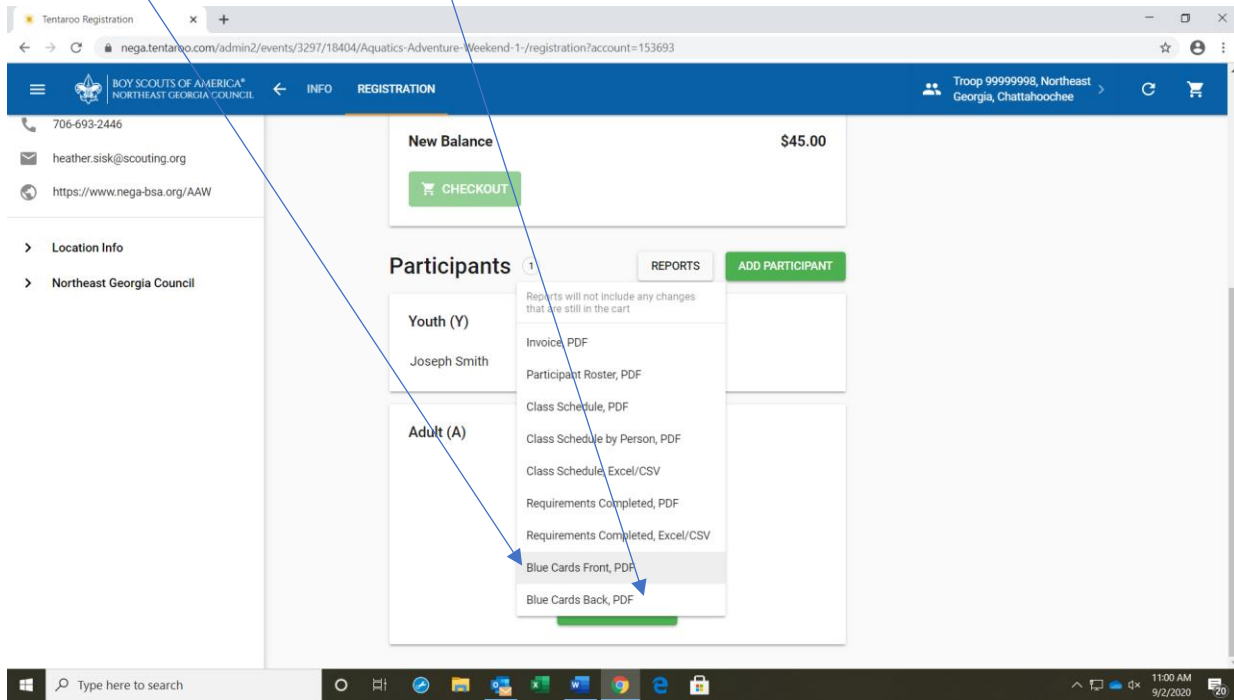 Tentaroo Registration
nega.tentaroo.com/admin2/events/3297/18404/Aquatics-Adventure-Weekend-1-/registration?account=153693
BOY SCOUTS OF AMERICA®
NORTHEAST GEORGIA COUNCIL
INFO
REGISTRATION
Troop 99999998, Northeast
Georgia, Chattahoochee
706-693-2446
heather.sisk@scouting.org
https://www.nega-bsa.org/AAW
Location Info
Northeast Georgia Council
New Balance $45.00
CHECKOUT
Participants 1
REPORTS
ADD PARTICIPANT
Reports will not include any changes
that are still in the cart
Youth (Y)
Joseph Smith
Adult (A)
Invoice, PDF
Participant Roster, PDF
Class Schedule, PDF
Class Schedule by Person, PDF
Class Schedule, Excel/CSV
Requirements Completed, PDF
Requirements Completed, Excel/CSV
Blue Cards Front, PDF
Blue Cards Back, PDF
Type here to search
11:00 AM
9/2/2020
20